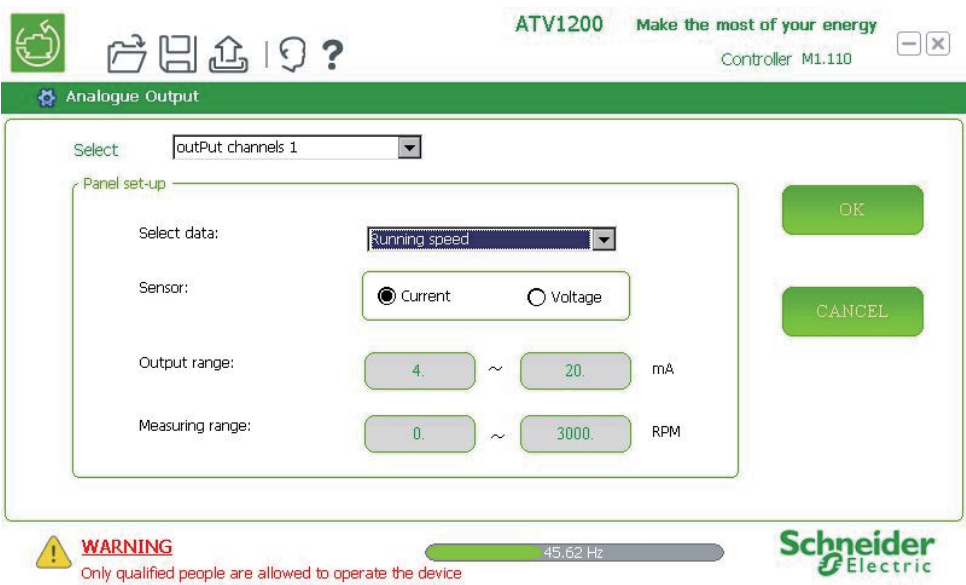 ATV1200 Make the most of your energy
Controller M1.110
Analogue Output
Select outPut channels 1
Panel set-up
Select data: Running speed
OK
Sensor: Current Voltage
CANCEL
Output range: 4. ~ 20. mA
Measuring range: 0. ~ 3000. RPM
WARNING
Only qualified people are allowed to operate the device
45.62 Hz
Schneider
Electric